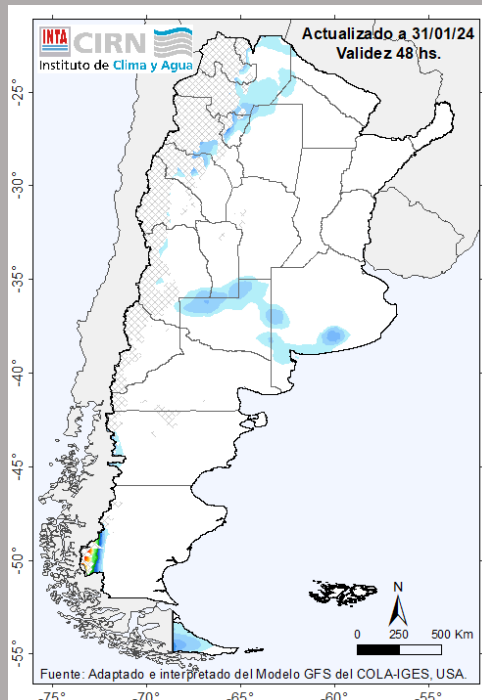 INTA CIRN
Instituto de Clima y Agua
Actualizado a 31/01/24
Validez 48 hs.
-25°
-30°
-35°
-40°
-45°
-50°
-55°
N
0 250 500 Km
Fuente: Adaptado e interpretado del Modelo GFS del COLA-IGES, USA.
-75° -70° -65° -60° -55°